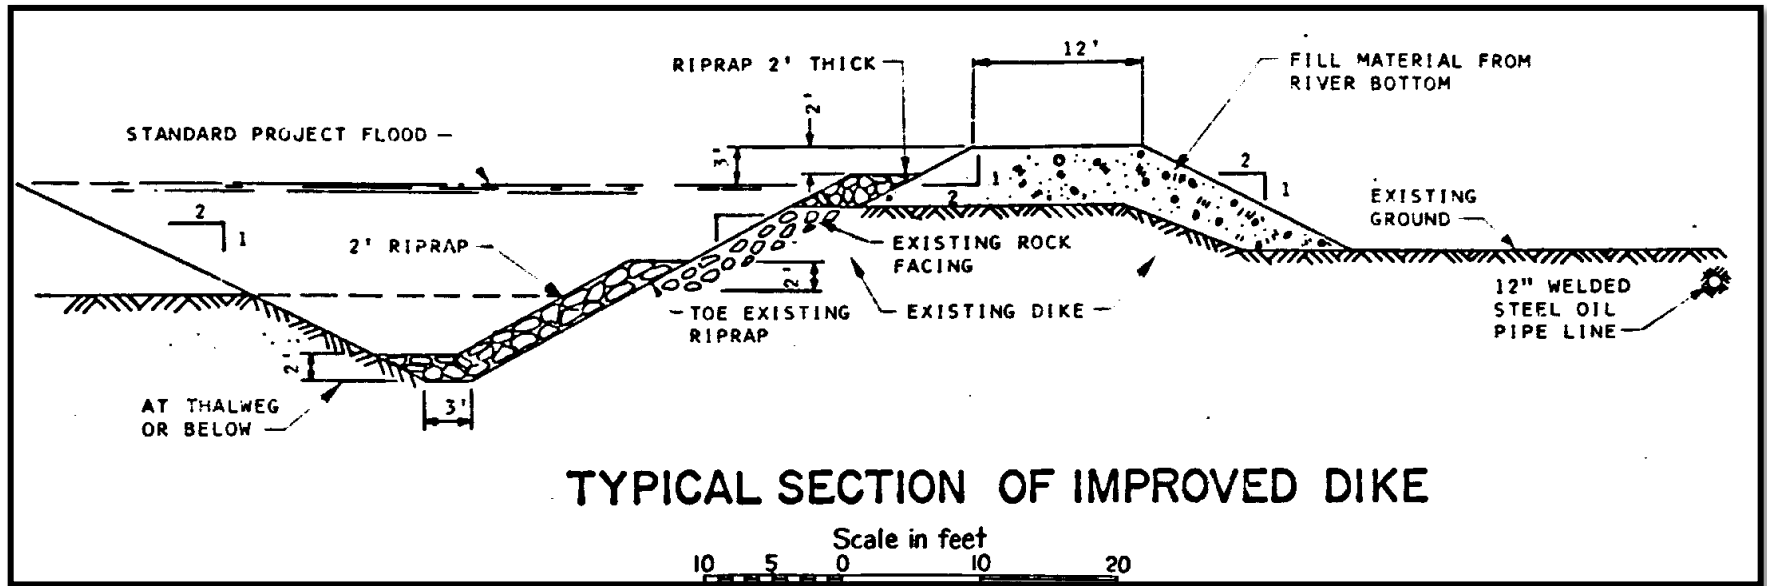 12'
RIPRAP 2' THICK
FILL MATERIAL FROM
RIVER BOTTOM
2'
STANDARD PROJECT FLOOD
3'
2
1
1
2
2
1
EXISTING
GROUND
2' RIPRAP
EXISTING ROCK
FACING
2'
12" WELDED
STEEL OIL
PIPE LINE
TOE EXISTING
RIPRAP
EXISTING DIKE
2'
AT THALWEG
OR BELOW
3'
TYPICAL SECTION OF IMPROVED DIKE
Scale in feet
10 5 0 10 20